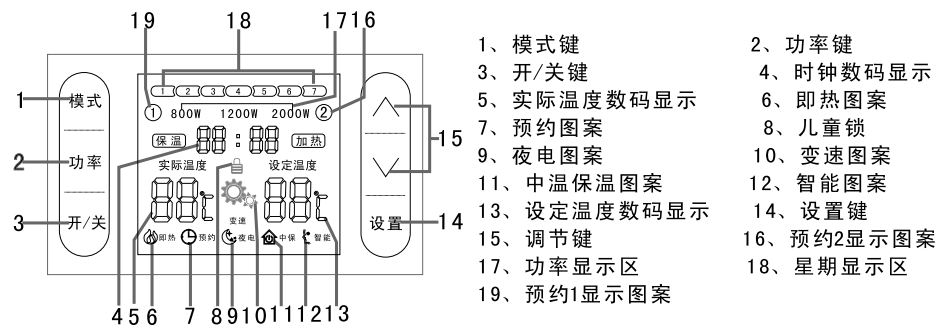 19 18 17 16
1 2 3 4 5 6 7
1 模式
① 800W 1200W 2000W ②
保温 88:88 加热
15
2 功率
实际温度 设定温度
88℃ 88℃
变速
3 开/关
设置 14
即热 预约 夜电 中保 智能
4 5 6 7 8 9 10 11 12 13
1、模式键 2、功率键
3、开/关键 4、时钟数码显示
5、实际温度数码显示 6、即热图案
7、预约图案 8、儿童锁
9、夜电图案 10、变速图案
11、中温保温图案 12、智能图案
13、设定温度数码显示 14、设置键
15、调节键 16、预约2显示图案
17、功率显示区 18、星期显示区
19、预约1显示图案